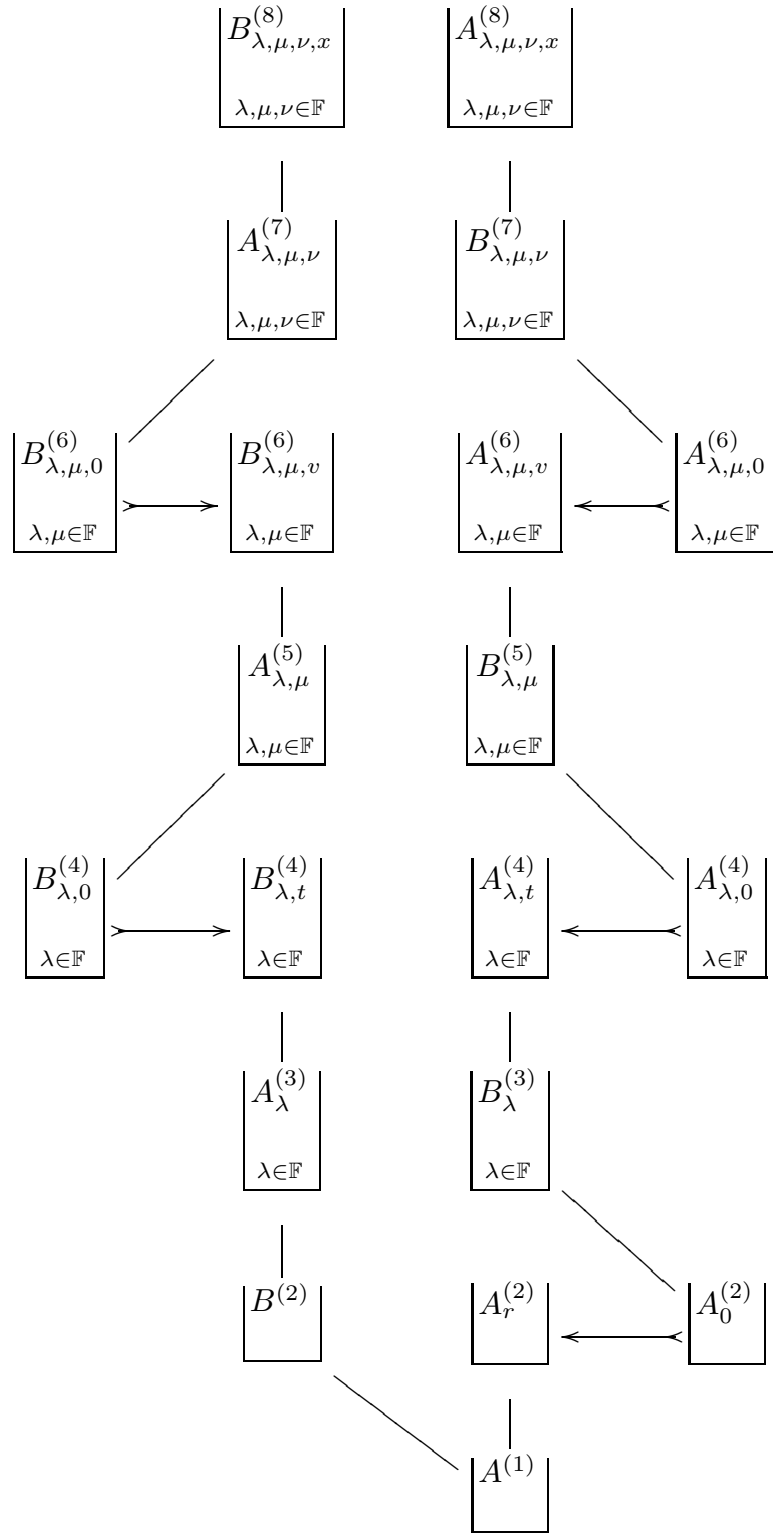 B^{(8)}_{λ,μ,ν,x} A^{(8)}_{λ,μ,ν,x}
λ,μ,ν∈𝔽 λ,μ,ν∈𝔽
A^{(7)}_{λ,μ,ν} B^{(7)}_{λ,μ,ν}
λ,μ,ν∈𝔽 λ,μ,ν∈𝔽
B^{(6)}_{λ,μ,0} B^{(6)}_{λ,μ,v} A^{(6)}_{λ,μ,v} A^{(6)}_{λ,μ,0}
λ,μ∈𝔽 λ,μ∈𝔽 λ,μ∈𝔽 λ,μ∈𝔽
A^{(5)}_{λ,μ} B^{(5)}_{λ,μ}
λ,μ∈𝔽 λ,μ∈𝔽
B^{(4)}_{λ,0} B^{(4)}_{λ,t} A^{(4)}_{λ,t} A^{(4)}_{λ,0}
λ∈𝔽 λ∈𝔽 λ∈𝔽 λ∈𝔽
A^{(3)}_{λ} B^{(3)}_{λ}
λ∈𝔽 λ∈𝔽
B^{(2)} A^{(2)}_{r} A^{(2)}_{0}
A^{(1)}